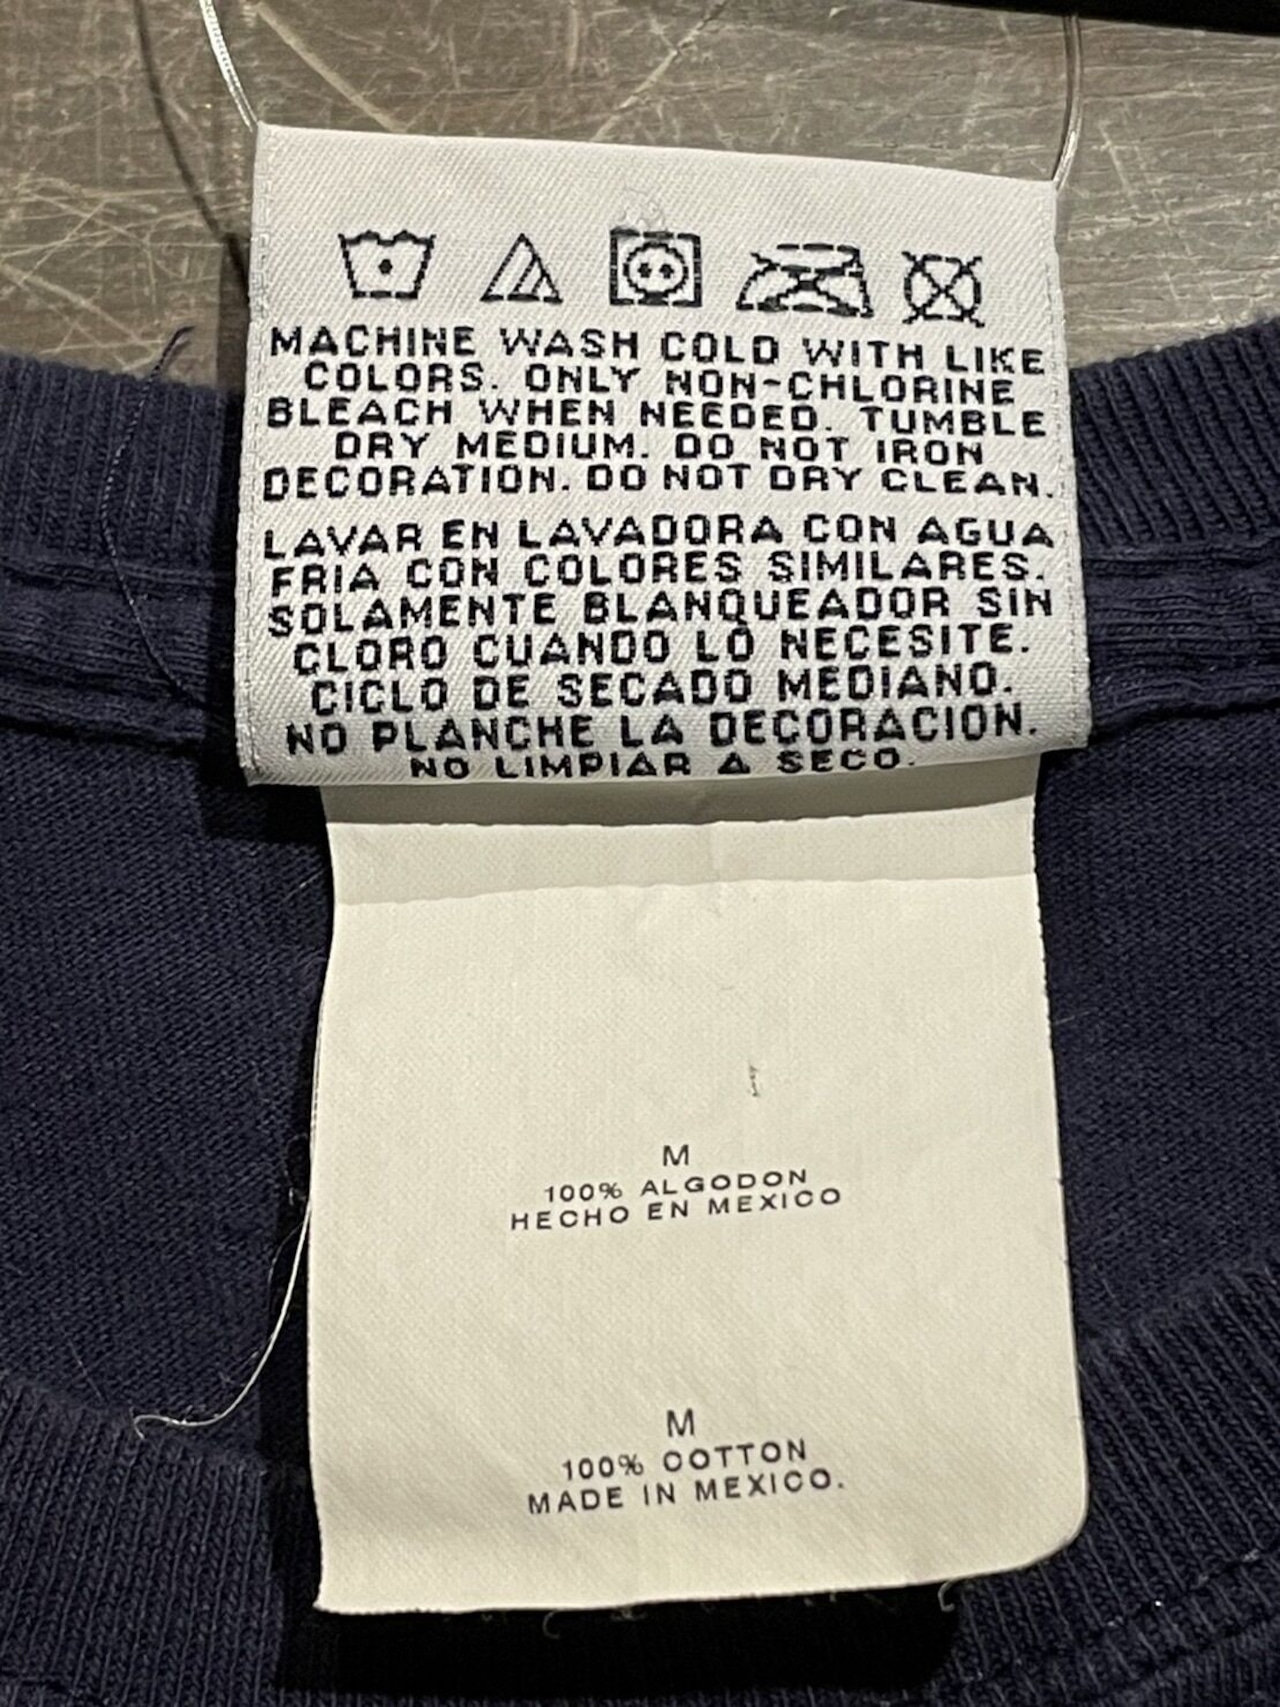 MACHINE WASH COLD WITH LIKE
COLORS. ONLY NON-CHLORINE
BLEACH WHEN NEEDED. TUMBLE
DRY MEDIUM. DO NOT IRON
DECORATION. DO NOT DRY CLEAN.
LAVAR EN LAVADORA CON AGUA
FRIA CON COLORES SIMILARES.
SOLAMENTE BLANQUEADOR SIN
CLORO CUANDO LO NECESITE.
CICLO DE SECADO MEDIANO.
NO PLANCHE LA DECORACION.
NO LIMPIAR A SECO.
M
100% ALGODON
HECHO EN MEXICO
M
100% COTTON
MADE IN MEXICO.